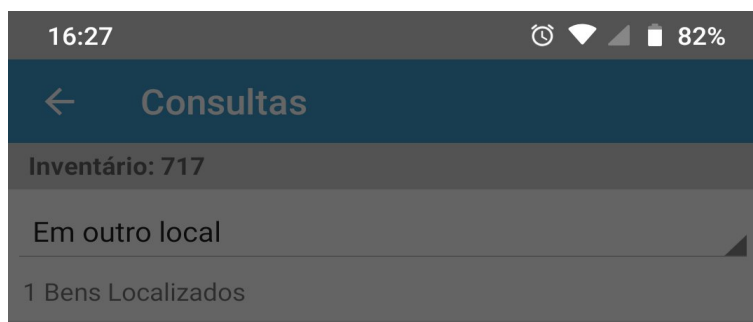 16:27 82%
Consultas
Inventário: 717
Em outro local
1 Bens Localizados